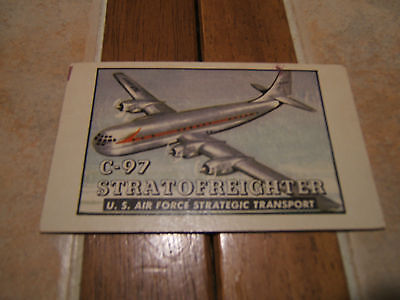 C-97
STRATOFREIGHTER
U. S. AIR FORCE STRATEGIC TRANSPORT